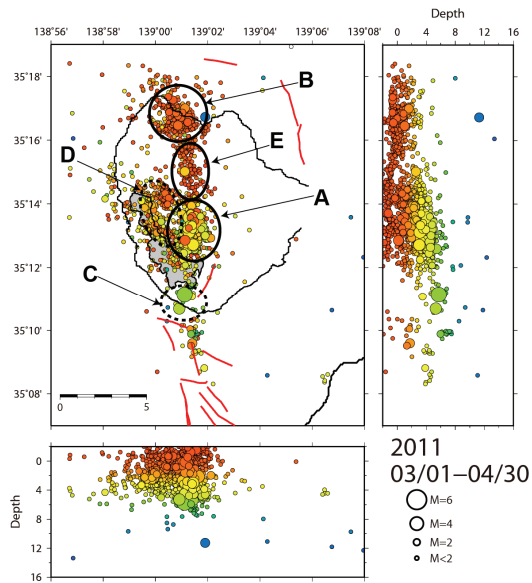 Depth
138˚56' 138˚58' 139˚00' 139˚02' 139˚04' 139˚06' 139˚08' -2 0 4 8 12 16
35˚18'
B
35˚16'
E
D
35˚14'
A
35˚12'
C
35˚10'
35˚08'
0 5
2011
03/01−04/30
M=6
M=4
M=2
M<2
Depth
0
4
8
12
16